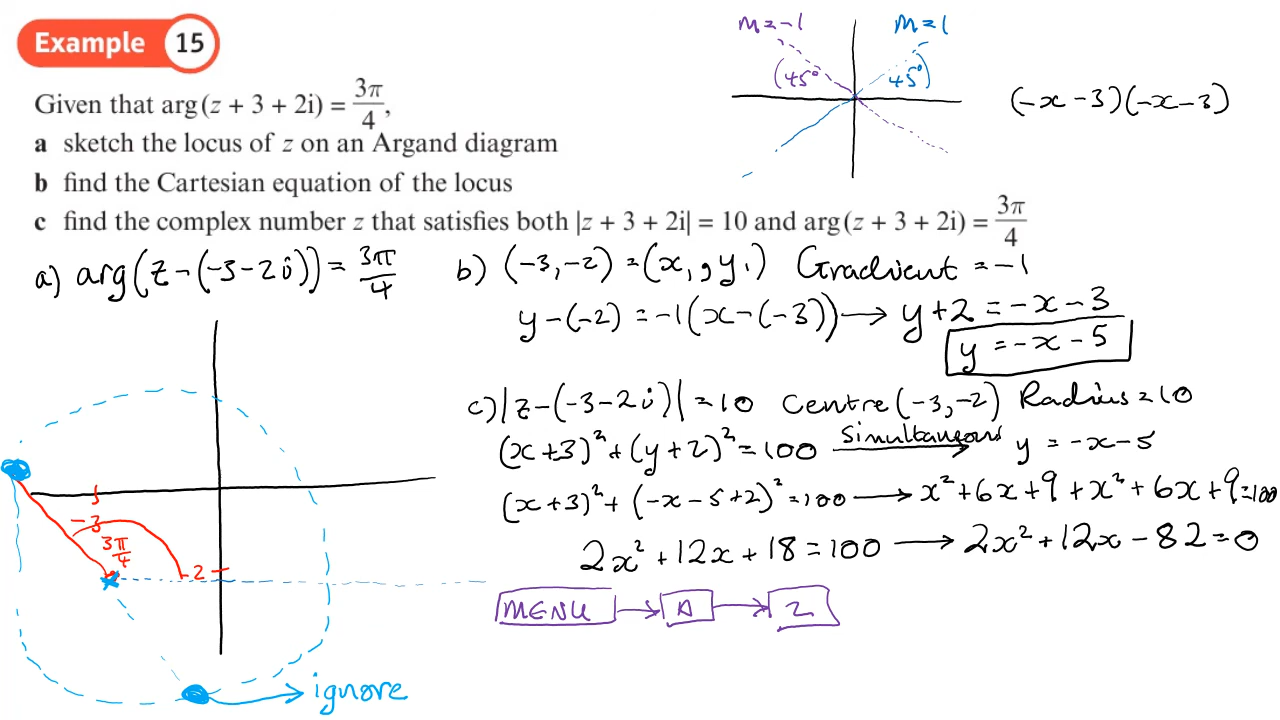 Example 15
Given that arg (z + 3 + 2i) = 3π/4,
a sketch the locus of z on an Argand diagram
b find the Cartesian equation of the locus
c find the complex number z that satisfies both |z + 3 + 2i| = 10 and arg (z + 3 + 2i) = 3π/4
m=-1 m=1
(45° 45°)
(-x-3)(-x-3)
a) arg(z-(-3-2i)) = 3π/4
-3
3π/4
-2
ignore
b) (-3,-2) = (x₁,y₁) Gradient = -1
y-(-2) = -1(x-(-3)) → y+2 = -x-3
y = -x-5
c) |z-(-3-2i)| = 10 Centre (-3,-2) Radius = 10
(x+3)²+(y+2)² = 100 simultaneous → y = -x-5
(x+3)²+(-x-5+2)² = 100 → x²+6x+9+x²+6x+9 = 100
2x²+12x+18 = 100 → 2x²+12x-82 = 0
MENU → A → 2